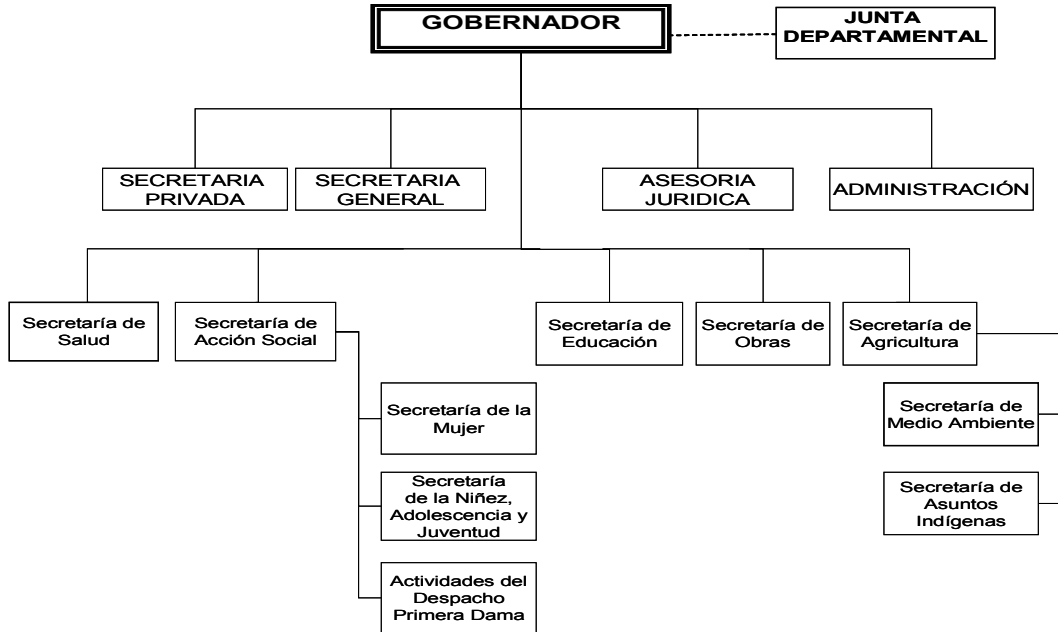 GOBERNADOR
JUNTA
DEPARTAMENTAL
SECRETARIA
PRIVADA
SECRETARIA
GENERAL
ASESORIA
JURIDICA
ADMINISTRACIÓN
Secretaría de
Salud
Secretaría de
Acción Social
Secretaría de
Educación
Secretaría de
Obras
Secretaría de
Agricultura
Secretaría de la
Mujer
Secretaría
de la Niñez,
Adolescencia y
Juventud
Actividades del
Despacho
Primera Dama
Secretaría de
Medio Ambiente
Secretaría de
Asuntos
Indígenas